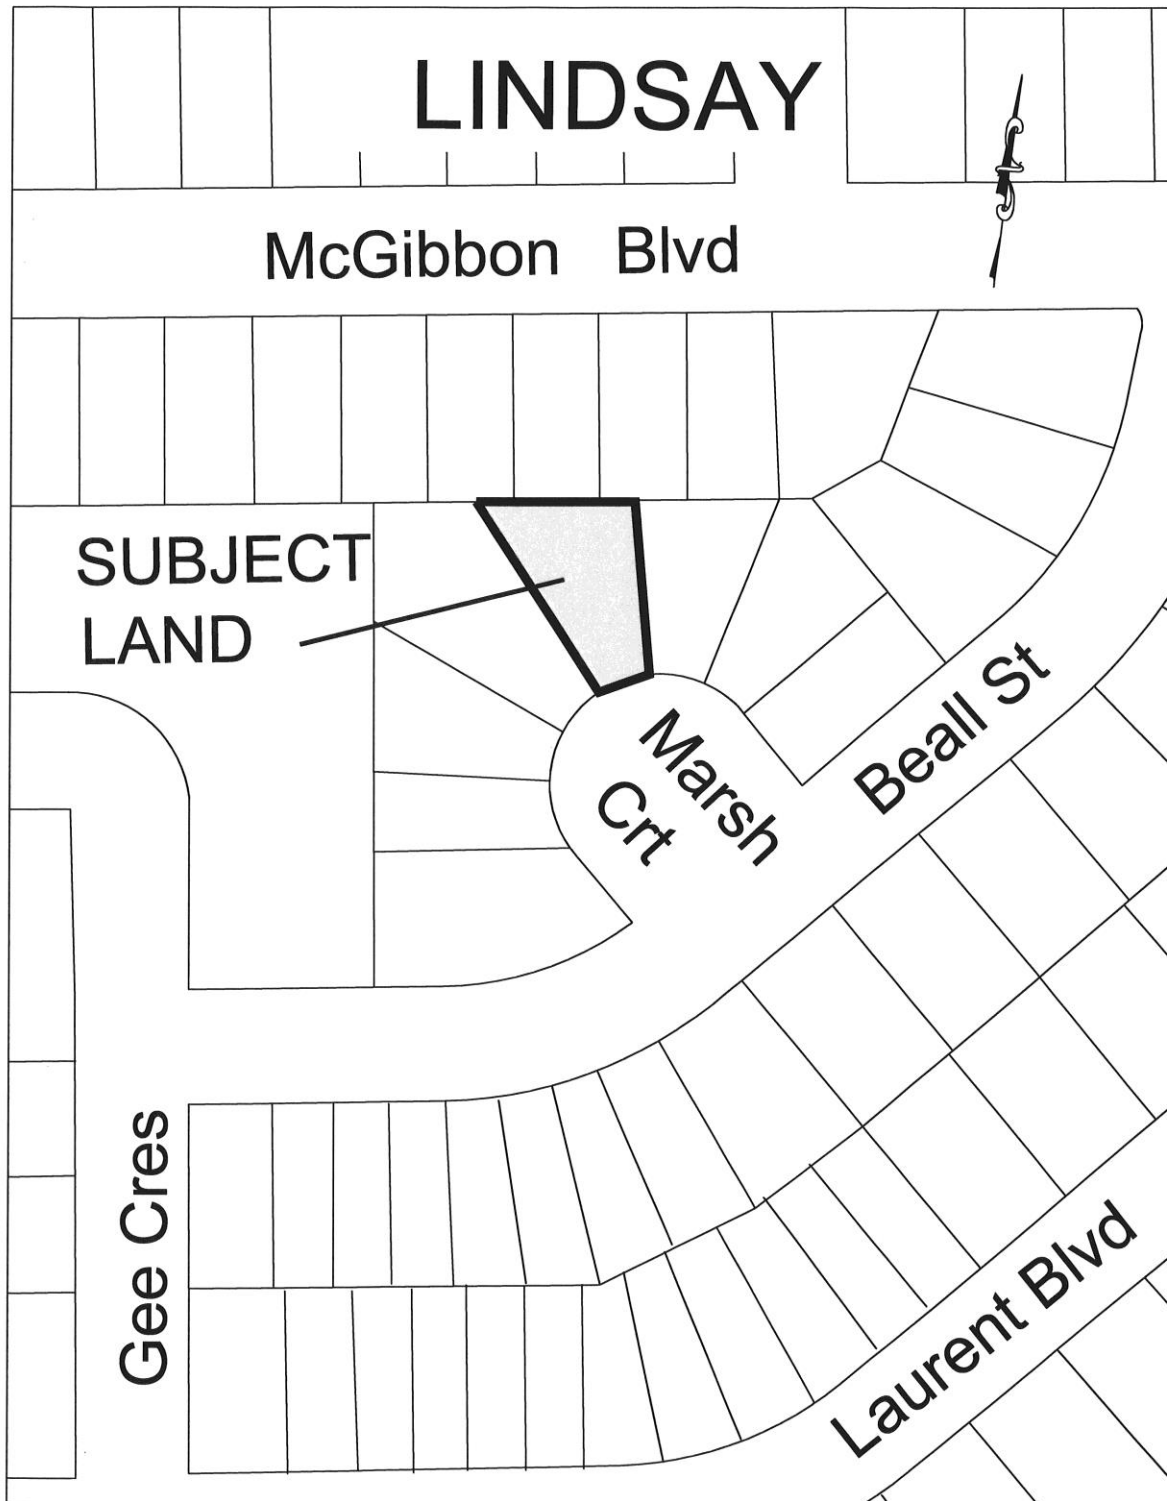 LINDSAY
McGibbon Blvd
SUBJECT
LAND
Marsh
Crt
Beall St
Gee Cres
Laurent Blvd